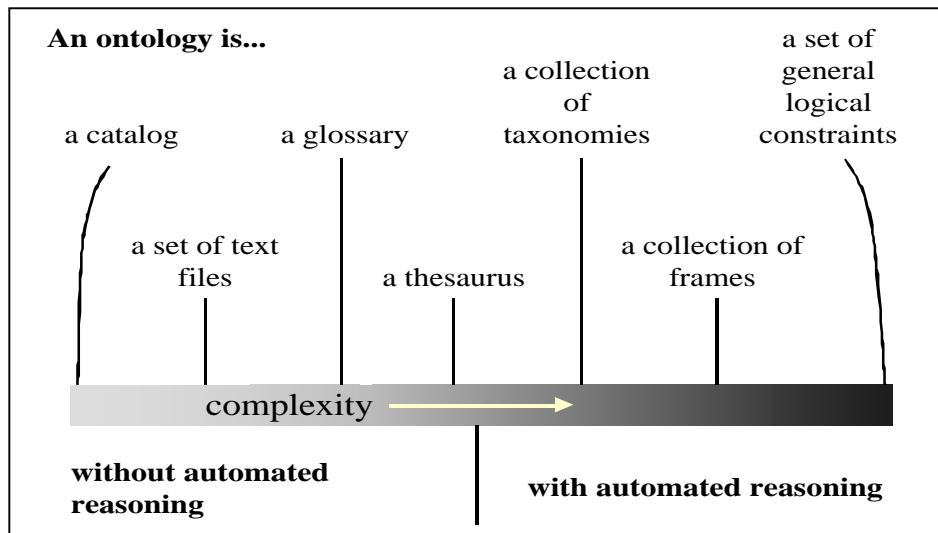 An ontology is...
a catalog
a set of text
files
a glossary
a thesaurus
a collection
of
taxonomies
a collection of
frames
a set of
general
logical
constraints
complexity
without automated
reasoning
with automated reasoning